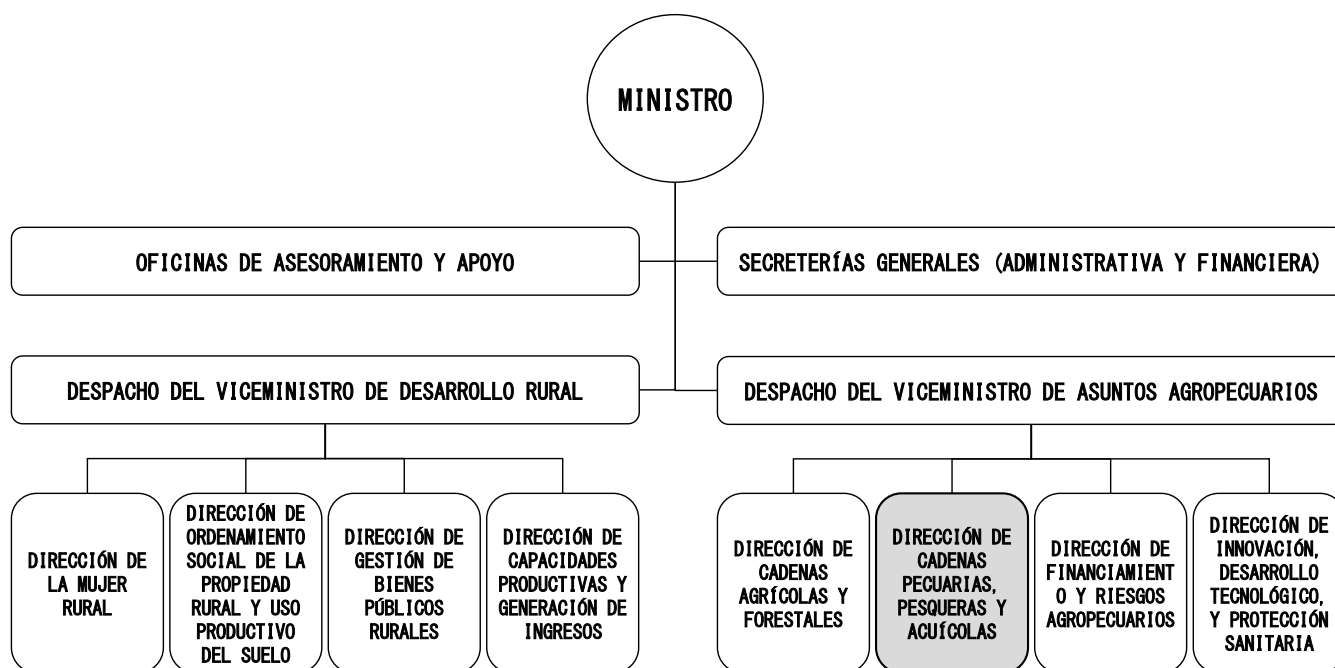 MINISTRO
OFICINAS DE ASESORAMIENTO Y APOYO
SECRETERÍAS GENERALES (ADMINISTRATIVA Y FINANCIERA)
DESPACHO DEL VICEMINISTRO DE DESARROLLO RURAL
DESPACHO DEL VICEMINISTRO DE ASUNTOS AGROPECUARIOS
DIRECCIÓN DE
LA MUJER
RURAL
DIRECCIÓN DE
ORDENAMIENTO
SOCIAL DE LA
PROPIEDAD
RURAL Y USO
PRODUCTIVO
DEL SUELO
DIRECCIÓN DE
GESTIÓN DE
BIENES
PÚBLICOS
RURALES
DIRECCIÓN DE
CAPACIDADES
PRODUCTIVAS Y
GENERACIÓN DE
INGRESOS
DIRECCIÓN DE
CADENAS
AGRÍCOLAS Y
FORESTALES
DIRECCIÓN DE
CADENAS
PECUARIAS,
PESQUERAS Y
ACUÍCOLAS
DIRECCIÓN DE
FINANCIAMIENT
O Y RIESGOS
AGROPECUARIOS
DIRECCIÓN DE
INNOVACIÓN,
DESARROLLO
TECNOLÓGICO,
Y PROTECCIÓN
SANITARIA